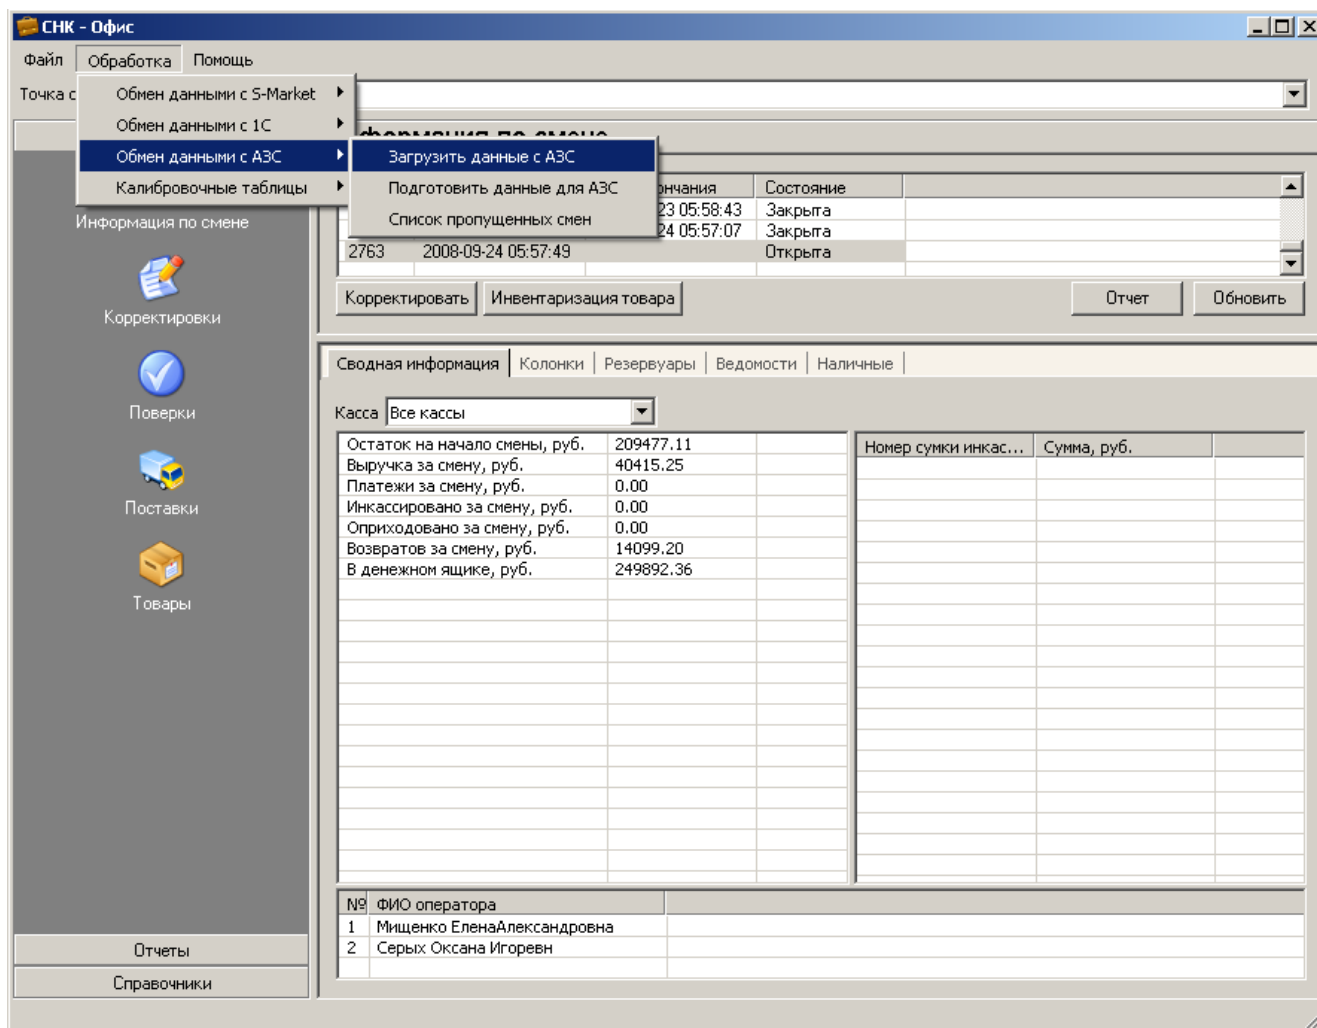 СНК - Офис
Файл Обработка Помощь
Точка с
Обмен данными с S-Market
Обмен данными с 1С
Обмен данными с АЗС
Калибровочные таблицы
Загрузить данные с АЗС
Подготовить данные для АЗС
Список пропущенных смен
по смене
Состояние
23 05:58:43 Закрыта
24 05:57:07 Закрыта
2763 2008-09-24 05:57:49 Открыта
Корректировать Инвентаризация товара Отчет Обновить
Информация по смене
Корректировки
Поверки
Поставки
Товары
Отчеты
Справочники
Сводная информация Колонки Резервуары Ведомости Наличные
Касса Все кассы
Остаток на начало смены, руб. 209477.11
Выручка за смену, руб. 40415.25
Платежи за смену, руб. 0.00
Инкассировано за смену, руб. 0.00
Оприходовано за смену, руб. 0.00
Возвратов за смену, руб. 14099.20
В денежном ящике, руб. 249892.36
Номер сумки инкас... Сумма, руб.
№ ФИО оператора
1 Мищенко ЕленаАлександровна
2 Серых Оксана Игоревн